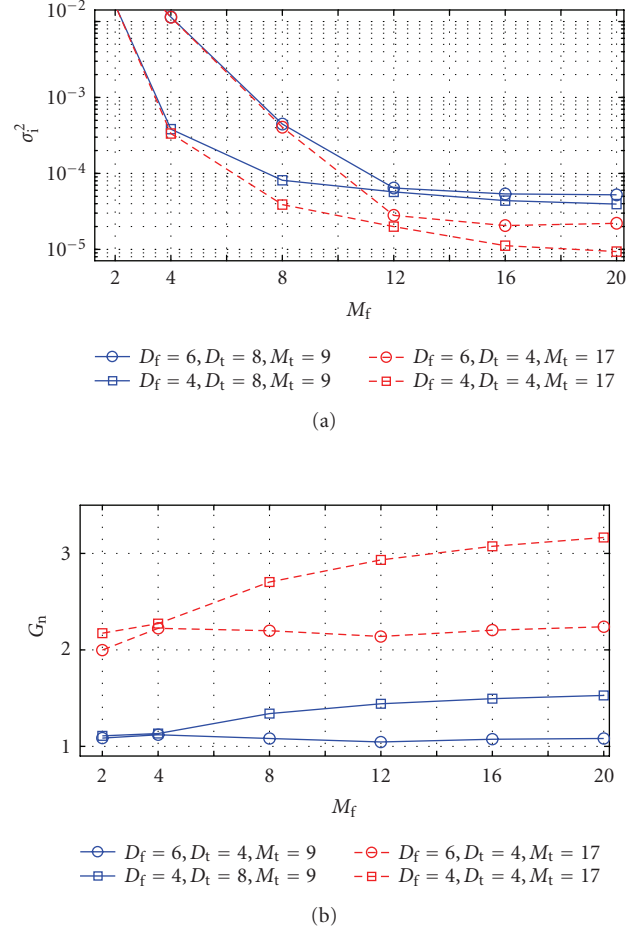 10⁻²
10⁻³
σᵢ²
10⁻⁴
10⁻⁵
2 4 8 12 16 20
M_f
D_f = 6, D_t = 8, M_t = 9 D_f = 6, D_t = 4, M_t = 17
D_f = 4, D_t = 8, M_t = 9 D_f = 4, D_t = 4, M_t = 17
(a)
3
G_n
2
1
2 4 8 12 16 20
M_f
D_f = 6, D_t = 4, M_t = 9 D_f = 6, D_t = 4, M_t = 17
D_f = 4, D_t = 8, M_t = 9 D_f = 4, D_t = 4, M_t = 17
(b)